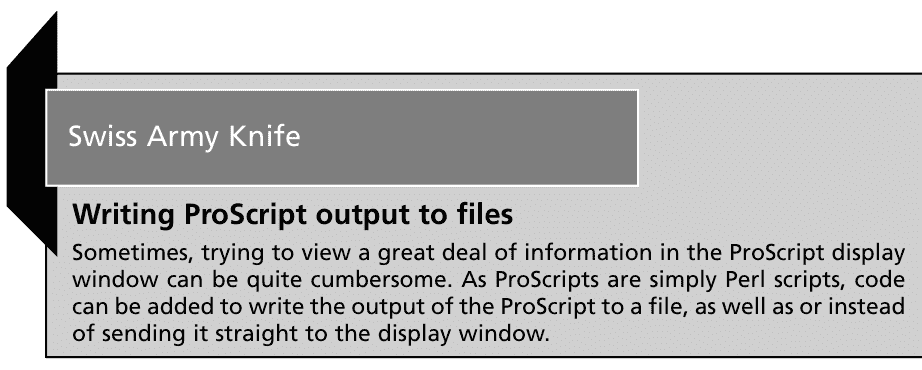 Swiss Army Knife
Writing ProScript output to files
Sometimes, trying to view a great deal of information in the ProScript display
window can be quite cumbersome. As ProScripts are simply Perl scripts, code
can be added to write the output of the ProScript to a file, as well as or instead
of sending it straight to the display window.